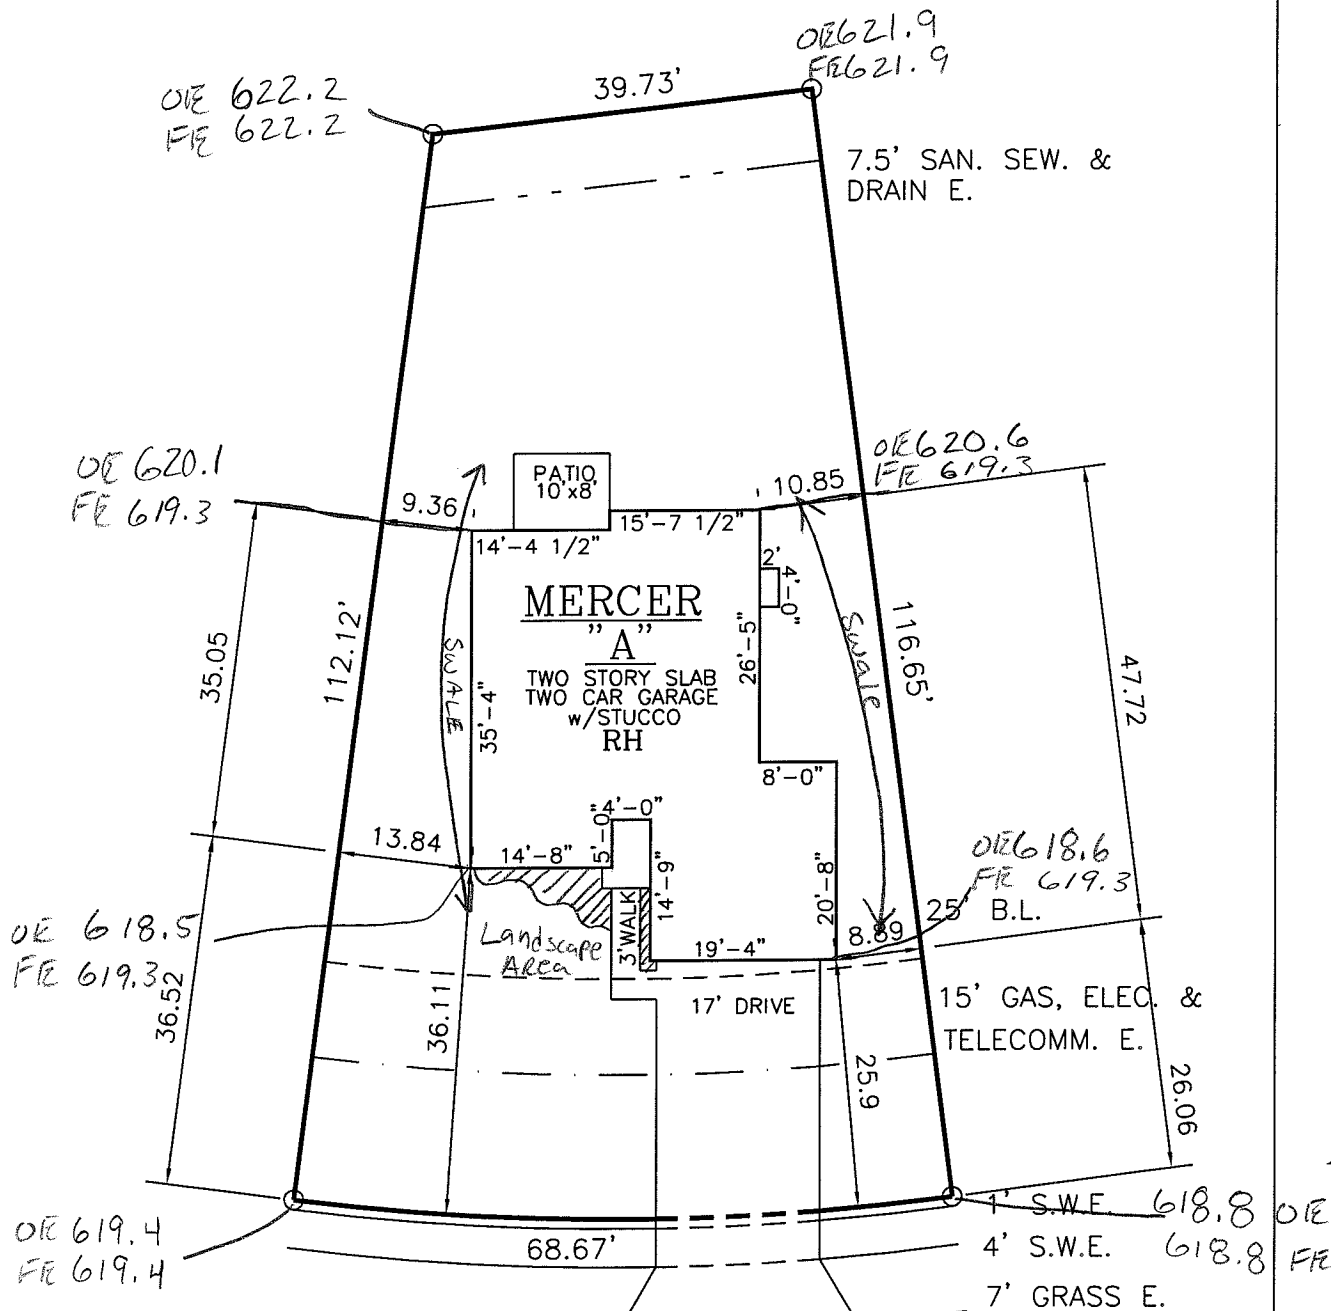 OE 621.9
FE 621.9
OE 622.2
FE 622.2
39.73'
7.5' SAN. SEW. &
DRAIN E.
OE 620.1
FE 619.3
OE 620.6
FE 619.3
9.36
PATIO
10'x8'
10.85
14'-4 1/2"
15'-7 1/2"
2'
4'-0"
MERCER
"A"
TWO STORY SLAB
TWO CAR GARAGE
w/STUCCO
RH
35.05
112.12'
SWALE
35'-4"
26'-5"
Swale
116.65'
47.72
8'-0"
4'-0"
5'-0"
13.84
14'-8"
14'-9"
20'-8"
OE 618.6
FE 619.3
25' B.L.
8.89
OE 618.5
FE 619.3
Landscape
AREA
3' WALK
19'-4"
36.52
36.11
17' DRIVE
25.9
15' GAS, ELEC. &
TELECOMM. E.
26.06
OE 619.4
FE 619.4
68.67'
1' S.W.E. 618.8 OE
4' S.W.E. 618.8 FE
7' GRASS E.